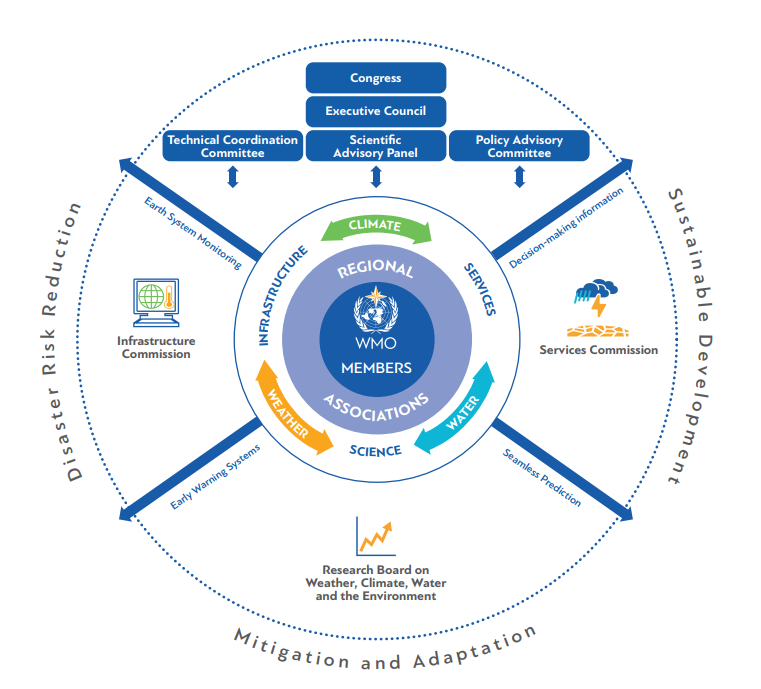 Congress
Executive Council
Technical Coordination
Committee
Scientific
Advisory Panel
Policy Advisory
Committee
Earth System Monitoring
Decision-making information
Disaster Risk Reduction
Sustainable Development
CLIMATE
INFRASTRUCTURE
SERVICES
REGIONAL
WMO
MEMBERS
ASSOCIATIONS
Infrastructure
Commission
Services Commission
WEATHER
WATER
SCIENCE
Early Warning Systems
Seamless Prediction
Research Board on
Weather, Climate, Water
and the Environment
Mitigation and Adaptation